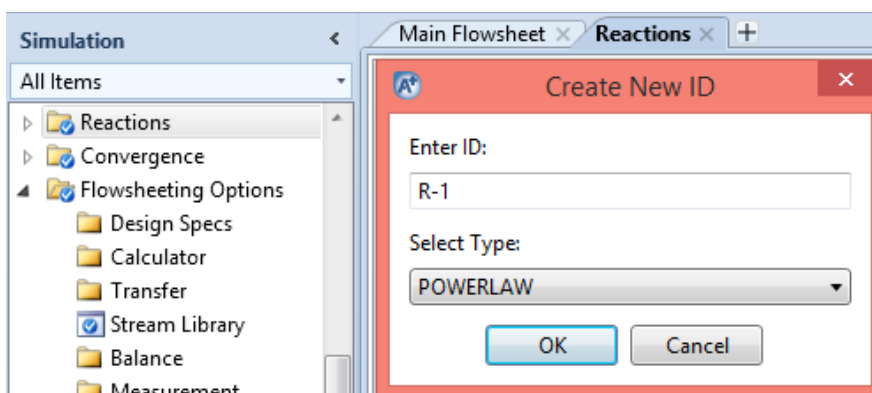 Simulation
All Items
Reactions
Convergence
Flowsheeting Options
Design Specs
Calculator
Transfer
Stream Library
Balance
Measurement
Main Flowsheet
Reactions
Create New ID
Enter ID:
R-1
Select Type:
POWERLAW
OK Cancel